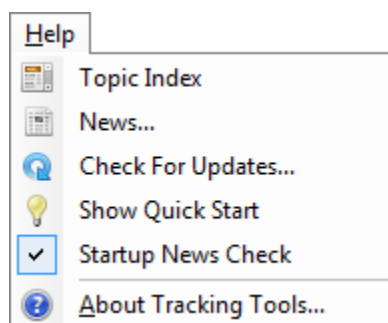 Help
Topic Index
News...
Check For Updates...
Show Quick Start
Startup News Check
About Tracking Tools...